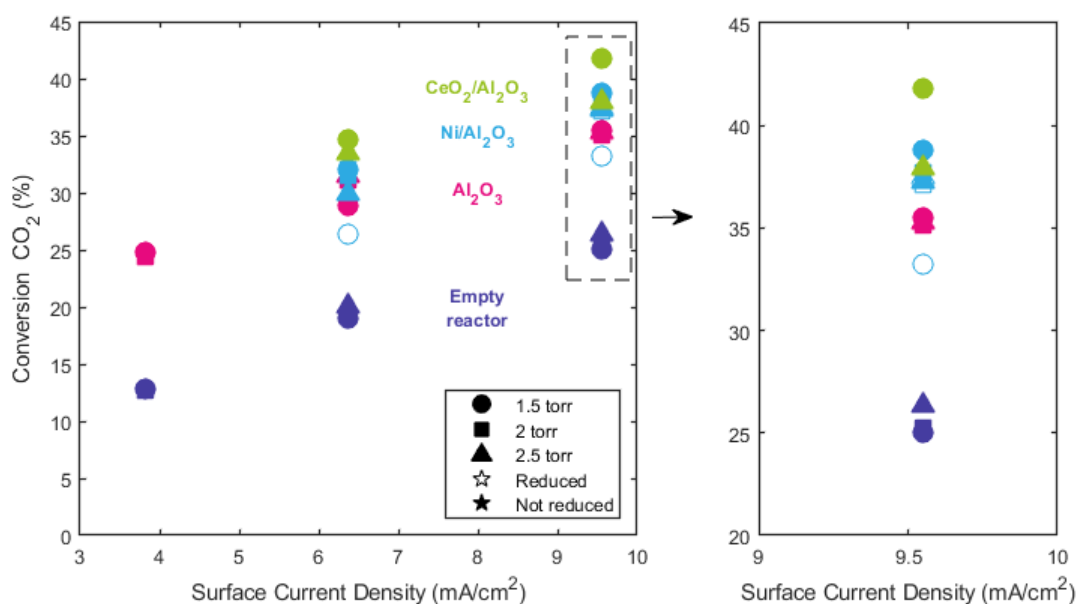 45
40
35
30
25
20
15
10
5
0
Conversion CO2 (%)
3 4 5 6 7 8 9 10
Surface Current Density (mA/cm²)
CeO2/Al2O3
Ni/Al2O3
Al2O3
Empty
reactor
1.5 torr
2 torr
2.5 torr
Reduced
Not reduced
45
40
35
30
25
20
9 9.5 10
Surface Current Density (mA/cm²)